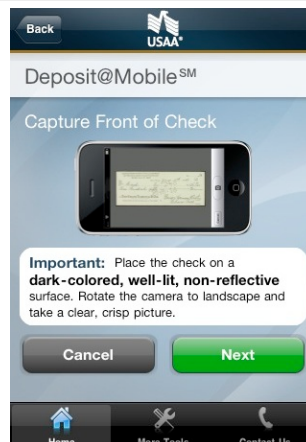 Back
USAA®
Deposit@Mobile℠
Capture Front of Check
Important: Place the check on a
dark-colored, well-lit, non-reflective
surface. Rotate the camera to landscape and
take a clear, crisp picture.
Cancel
Next
Home
More Tools
Contact Us